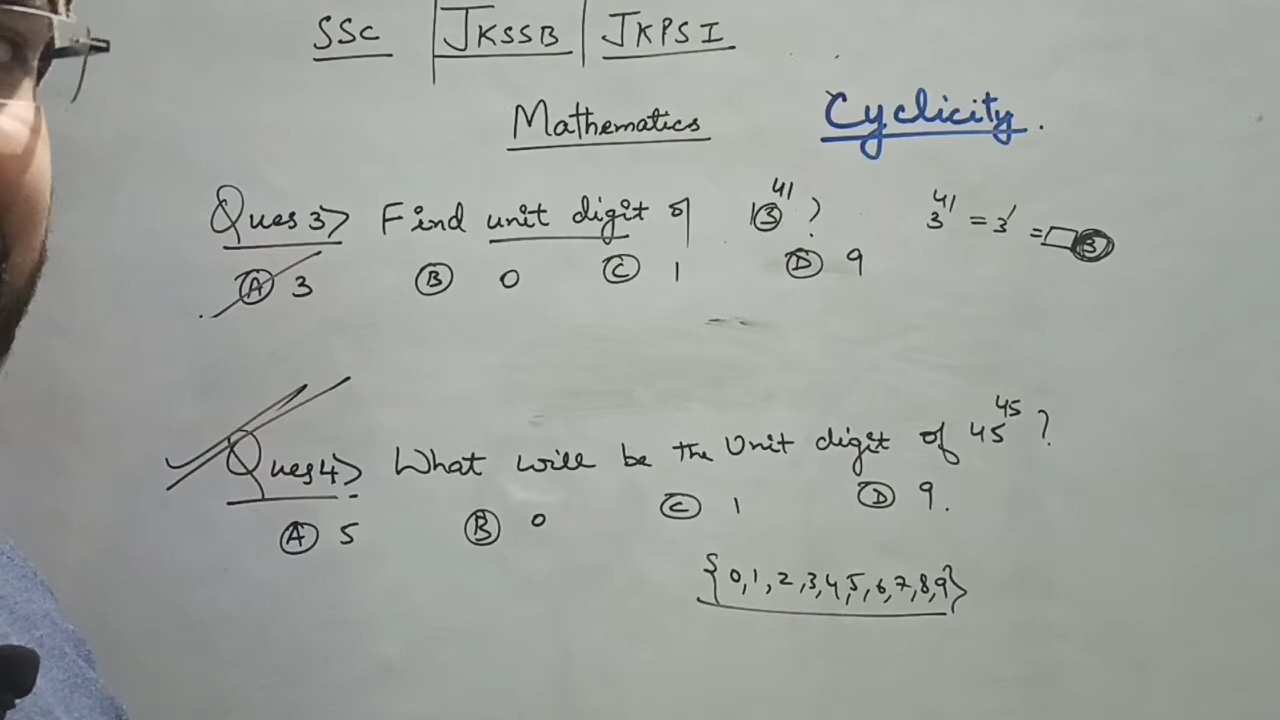 SSC | JKSSB | JKPSI
Mathematics Cyclicity.
Ques 3> Find unit digit of 13^41 ? 3^41 = 3^1 = 3
A 3 B 0 C 1 D 9
Ques 4> What will be the Unit digit of 45^45 ?
A 5 B 0 C 1 D 9.
{0,1,2,3,4,5,6,7,8,9}